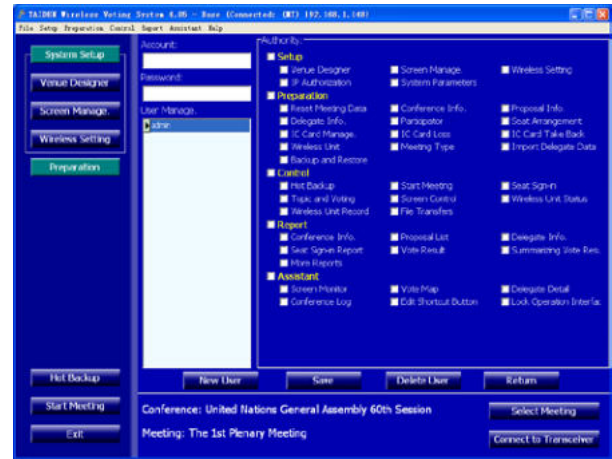 TAIDEN Wireless Voting System 4.05 - Base (Connected: (MT) 192.168.1.168)
File Setup Preparation Control Report Assistant Help
System Setup
Venue Designer
Screen Manage.
Wireless Setting
Preparation
Hot Backup
Start Meeting
Exit
Account:
Password:
User Manage.
admin
Authority.
Setup
Venue Designer Screen Manage. Wireless Setting
IP Authorization System Parameters
Preparation
Reset Meeting Data Conference Info. Proposal Info.
Delegate Info. Participator Seat Arrangement
IC Card Manage. IC Card Loss IC Card Take Back
Wireless Unit Meeting Type Import Delegate Data
Backup and Restore
Control
Hot Backup Start Meeting Seat Sign-in
Topic and Voting Screen Control Wireless Unit Status
Wireless Unit Record File Transfers
Report
Conference Info. Proposal List Delegate Info.
Seat Sign-in Report Vote Result Summarizing Vote Res.
More Reports
Assistant
Screen Monitor Vote Map Delegate Detail
Conference Log Edit Shortcut Button Lock Operation Interfac
New User Save Delete User Return
Conference: United Nations General Assembly 60th Session
Meeting: The 1st Plenary Meeting
Select Meeting
Connect to Transceiver